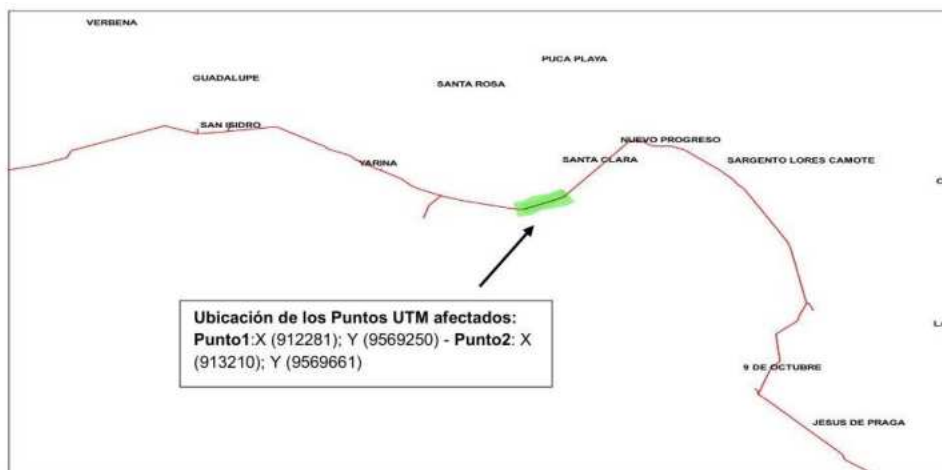 VERBENA
PUCA PLAYA
GUADALUPE
SANTA ROSA
SAN ISIDRO
NUEVO PROGRESO
YARINA
SANTA CLARA
SARGENTO LORES CAMOTE
Ubicación de los Puntos UTM afectados:
Punto1:X (912281); Y (9569250) - Punto2: X
(913210); Y (9569661)
9 DE OCTUBRE
JESUS DE PRAGA